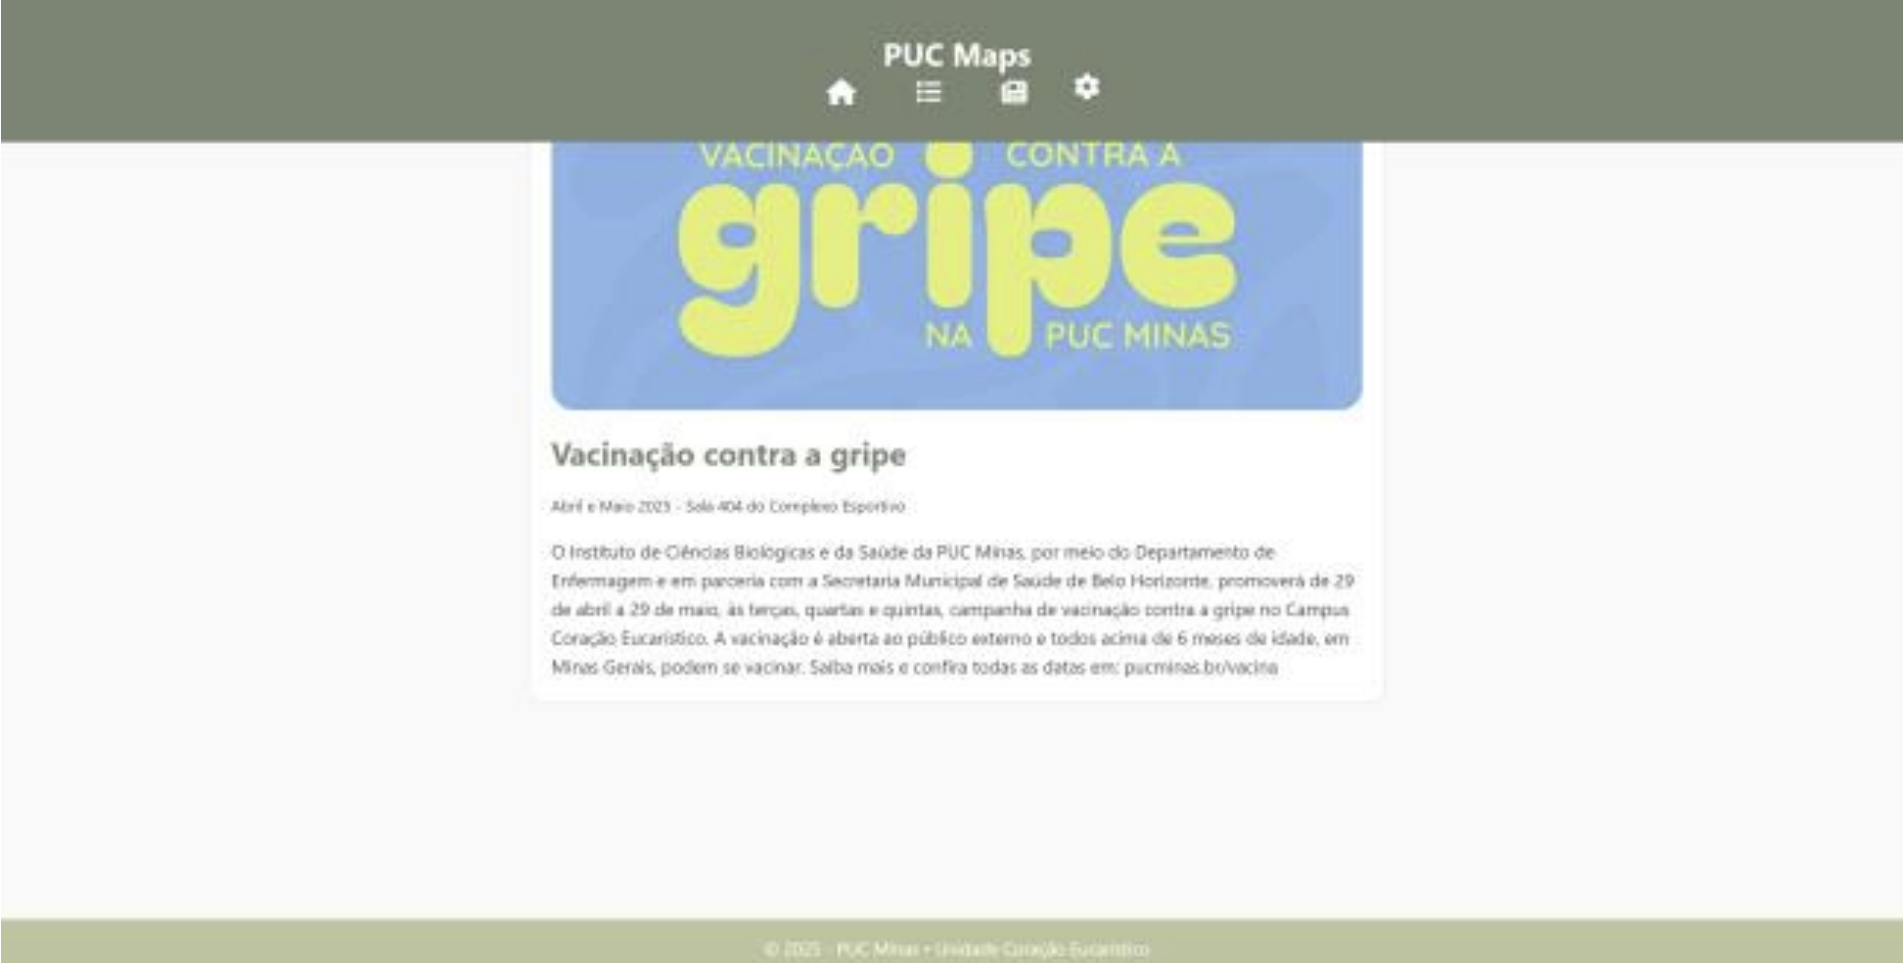 PUC Maps
VACINAÇÃO CONTRA A
gripe
NA PUC MINAS
Vacinação contra a gripe
Abril e Maio 2025 - Sala 404 do Complexo Esportivo
O Instituto de Ciências Biológicas e da Saúde da PUC Minas, por meio do Departamento de
Enfermagem e em parceria com a Secretaria Municipal de Saúde de Belo Horizonte, promoverá de 29
de abril a 29 de maio, às terças, quartas e quintas, campanha de vacinação contra a gripe no Campus
Coração Eucarístico. A vacinação é aberta ao público externo e todos acima de 6 meses de idade, em
Minas Gerais, podem se vacinar. Saiba mais e confira todas as datas em: pucminas.br/vacina
© 2025 - PUC Minas • Unidade Coração Eucarístico